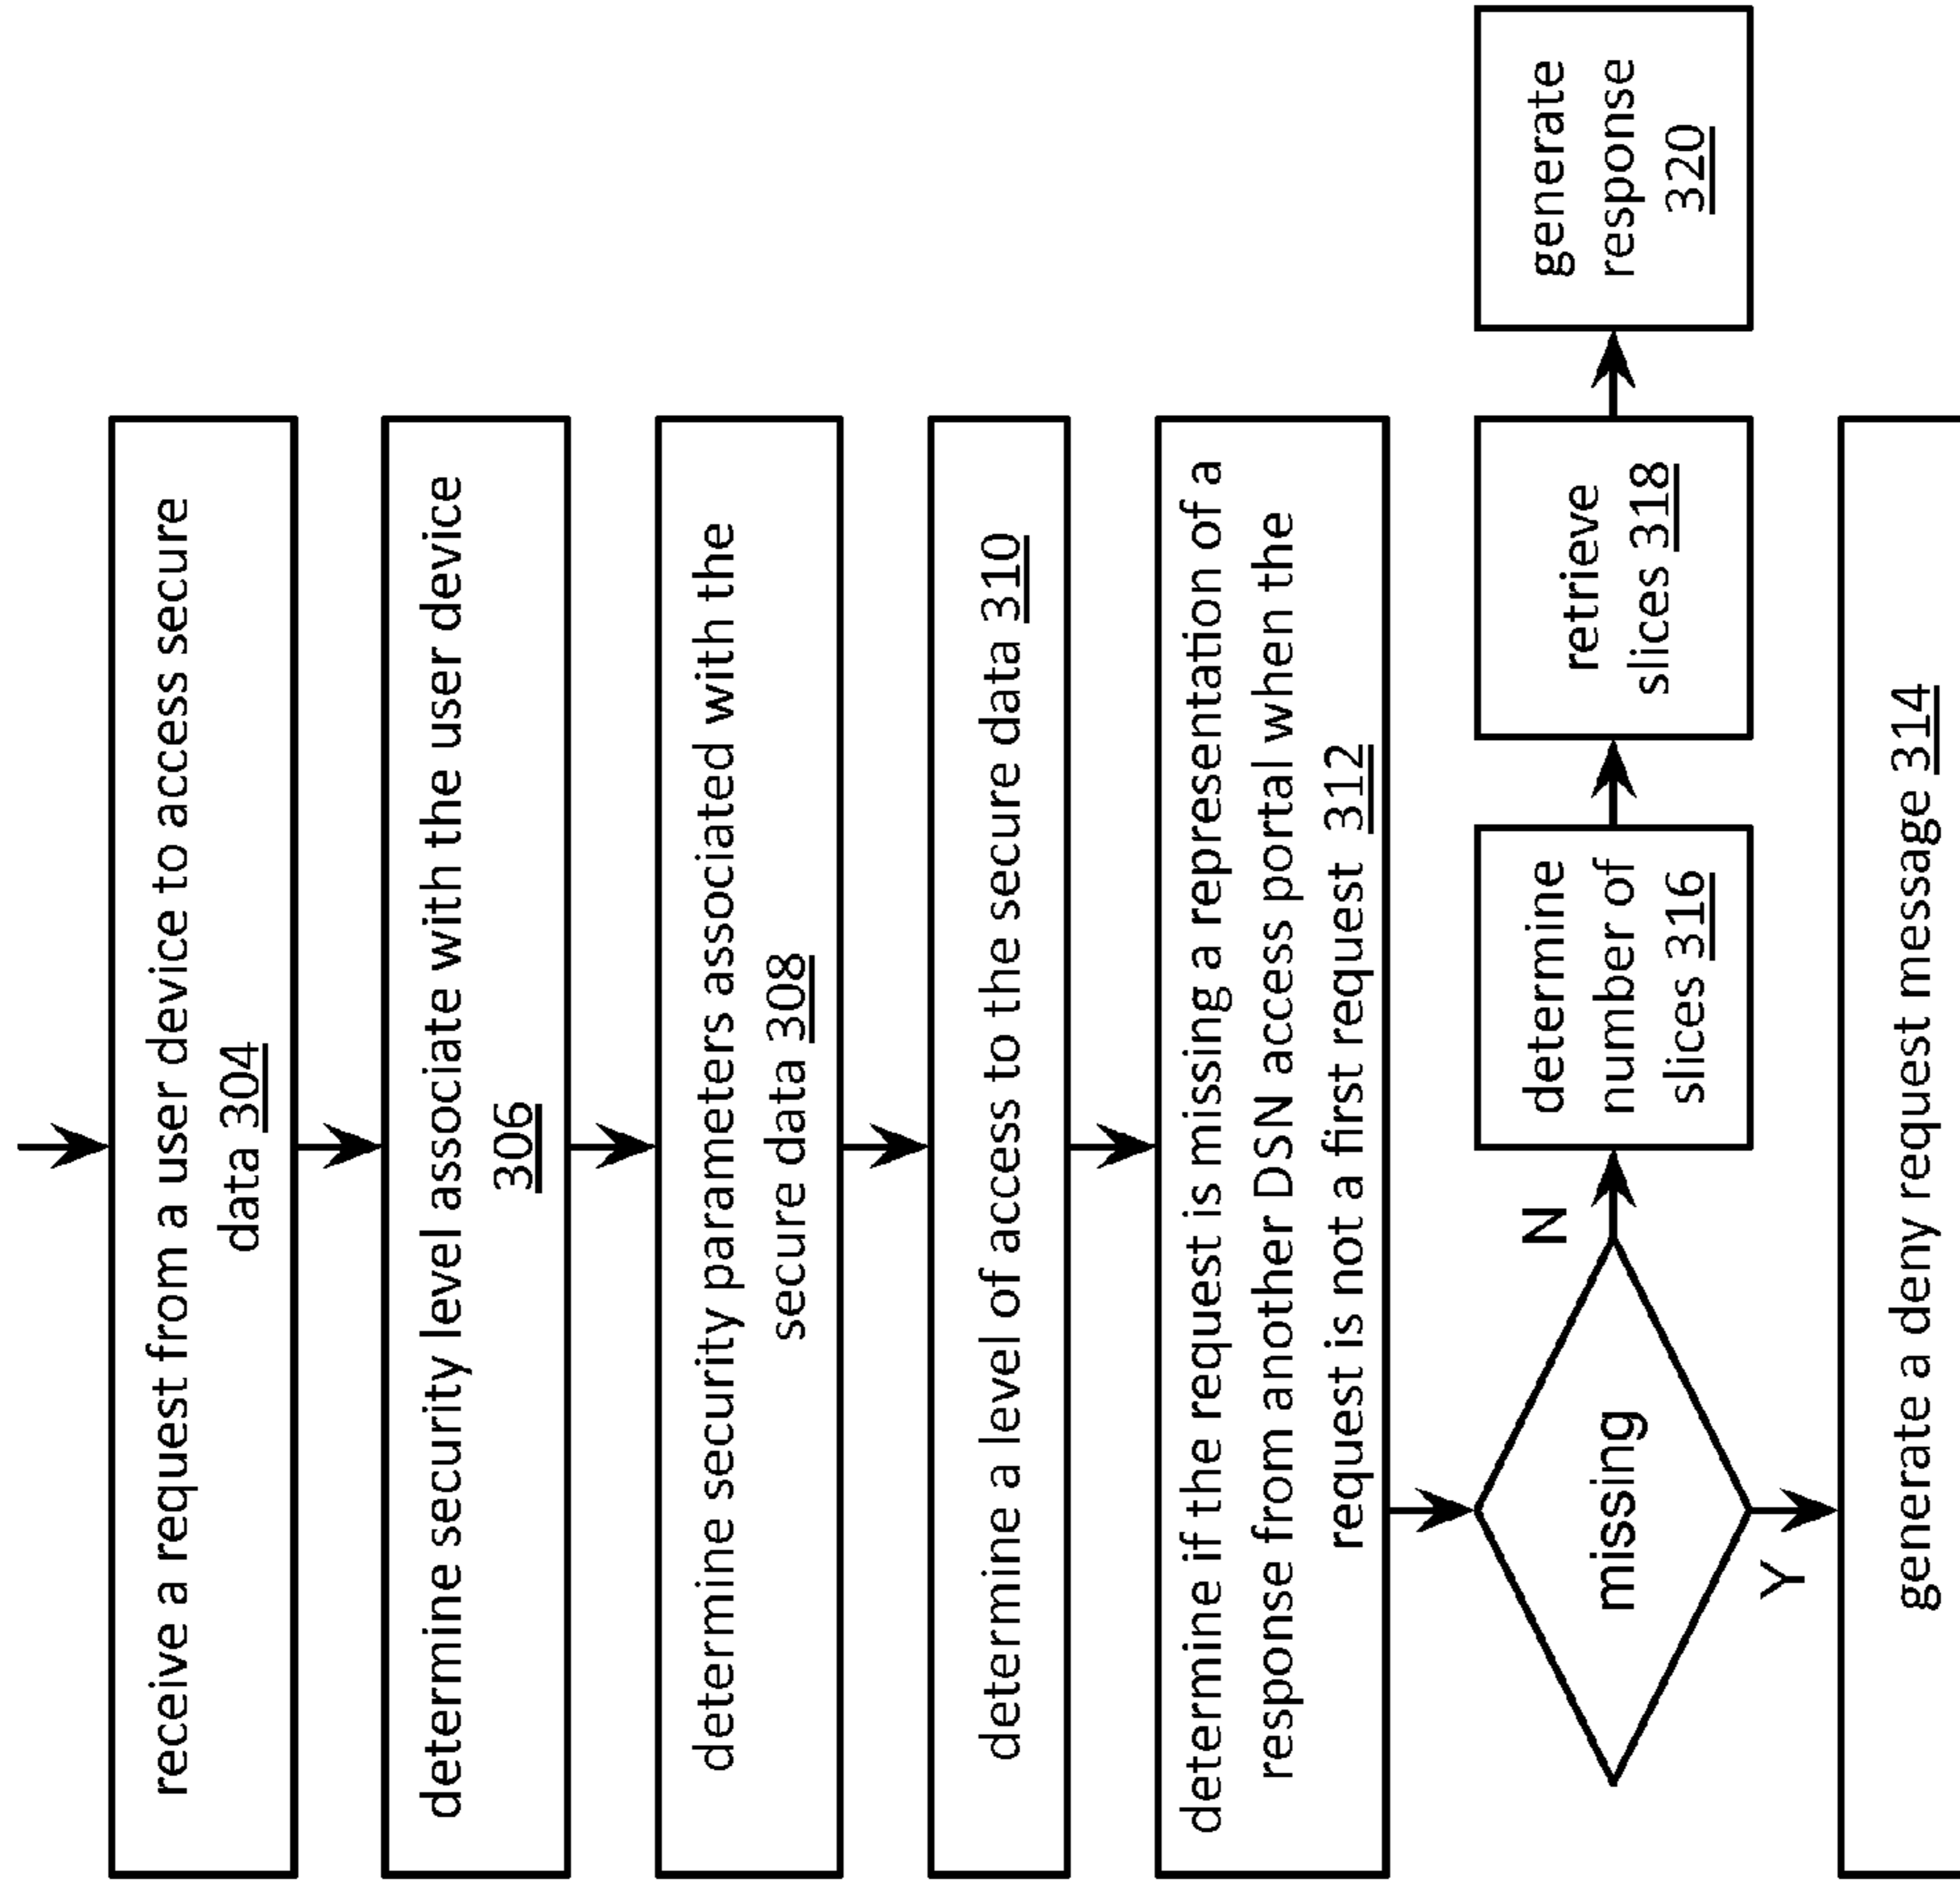 receive a request from a user device to access secure
data 304
determine security level associate with the user device
306
determine security parameters associated with the
secure data 308
determine a level of access to the secure data 310
determine if the request is missing a representation of a
response from another DSN access portal when the
request is not a first request 312
missing
N
determine
number of
slices 316
retrieve
slices 318
generate
response
320
Y
generate a deny request message 314